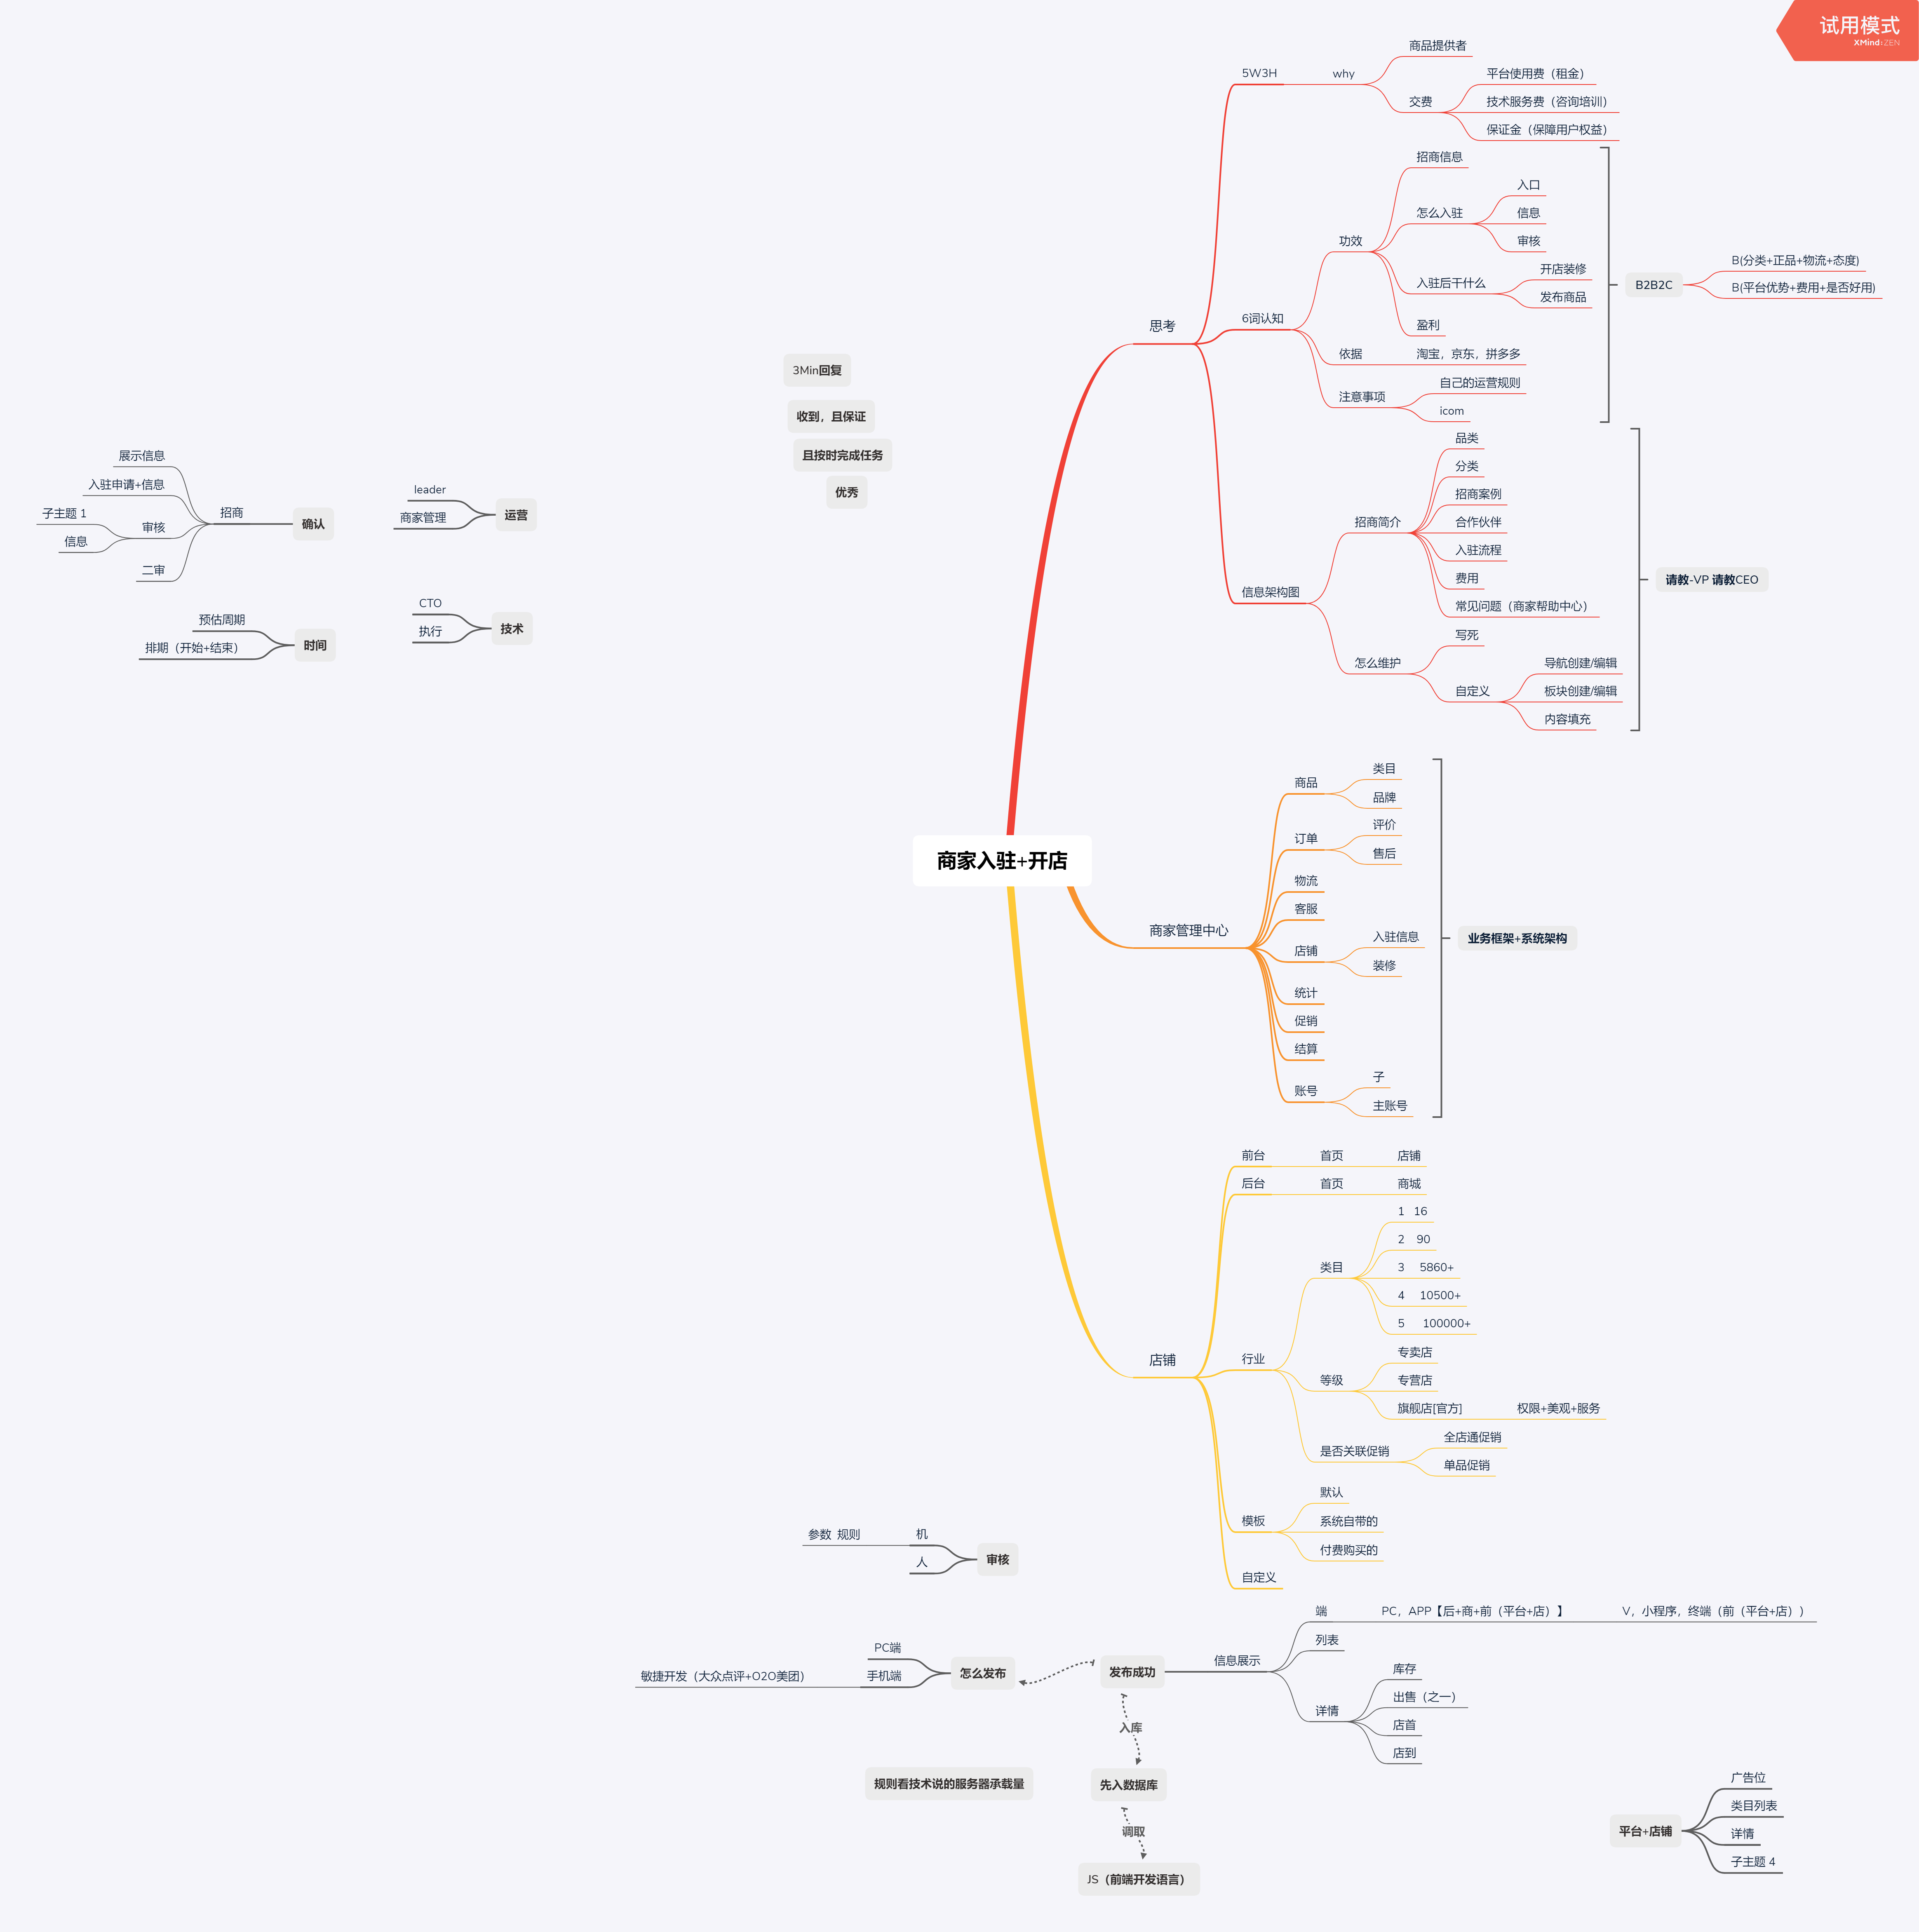 试用模式
XMind:ZEN
商家入驻+开店
思考
5W3H
why
商品提供者
交费
平台使用费（租金）
技术服务费（咨询培训）
保证金（保障用户权益）
6词认知
功效
招商信息
怎么入驻
入口
信息
审核
入驻后干什么
开店装修
发布商品
盈利
依据
淘宝，京东，拼多多
注意事项
自己的运营规则
icom
B2B2C
B(分类+正品+物流+态度)
B(平台优势+费用+是否好用)
信息架构图
招商简介
品类
分类
招商案例
合作伙伴
入驻流程
费用
常见问题（商家帮助中心）
怎么维护
写死
自定义
导航创建/编辑
板块创建/编辑
内容填充
请教-VP 请教CEO
商家管理中心
商品
类目
品牌
订单
评价
售后
物流
客服
店铺
入驻信息
装修
统计
促销
结算
账号
子
主账号
业务框架+系统架构
店铺
前台
首页
店铺
后台
首页
商城
行业
类目
1 16
2 90
3 5860+
4 10500+
5 100000+
等级
专卖店
专营店
旗舰店[官方]
权限+美观+服务
是否关联促销
全店通促销
单品促销
模板
默认
系统自带的
付费购买的
自定义
3Min回复
收到，且保证
且按时完成任务
优秀
确认
招商
展示信息
入驻申请+信息
审核
子主题 1
信息
二审
运营
leader
商家管理
时间
预估周期
排期（开始+结束）
技术
CTO
执行
审核
机
参数 规则
人
怎么发布
PC端
手机端
敏捷开发（大众点评+O2O美团）
发布成功
信息展示
端
PC，APP【后+商+前（平台+店）】
V，小程序，终端（前（平台+店））
列表
详情
库存
出售（之一）
店首
店到
入库
先入数据库
调取
JS（前端开发语言）
规则看技术说的服务器承载量
平台+店铺
广告位
类目列表
详情
子主题 4